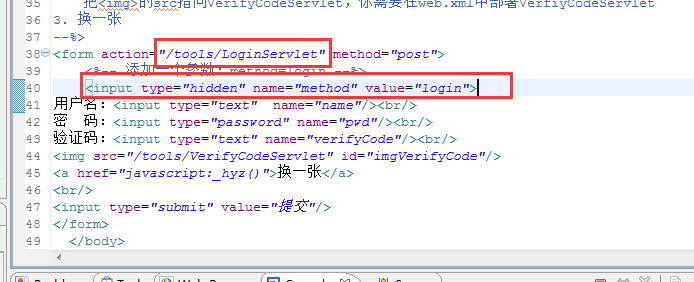 35 把<img>的src指向VerifyCodeServlet，你需要在web.xml中部署VerfiyCodeServlet
36 3. 换一张
37 --%>
38 <form action="/tools/LoginServlet" method="post">
39 <%-- 添加一个参数：method=login --%>
40 <input type="hidden" name="method" value="login">
41 用户名：<input type="text" name="name"/><br/>
42 密 码：<input type="password" name="pwd"/><br/>
43 验证码：<input type="text" name="verifyCode"/><br/>
44 <img src="/tools/VerifyCodeServlet" id="imgVerifyCode"/>
45 <a href="javascript:_hyz()">换一张</a>
46 <br/>
47 <input type="submit" value="提交"/>
48 </form>
49 </body>